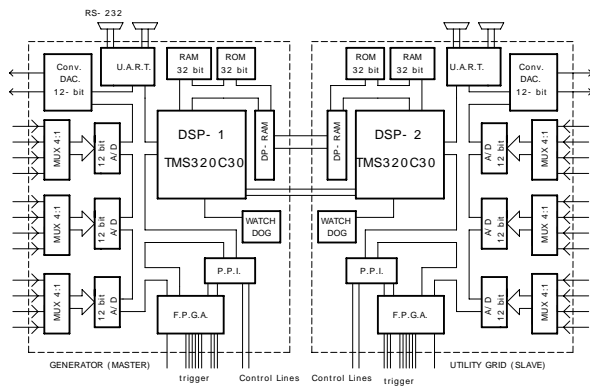 RS- 232
Conv.
DAC.
12- bit
U.A.R.T.
RAM
32 bit
ROM
32 bit
DP- RAM
DSP- 1
TMS320C30
MUX 4:1
12 bit
A/D
MUX 4:1
12 bit
A/D
MUX 4:1
12 bit
A/D
WATCH
DOG
P.P.I.
F.P.G.A.
GENERATOR (MASTER)
trigger
Control Lines
ROM
32 bit
RAM
32 bit
U.A.R.T.
Conv.
DAC.
12- bit
DP- RAM
DSP- 2
TMS320C30
12 bit
A/D
MUX 4:1
12 bit
A/D
MUX 4:1
12 bit
A/D
MUX 4:1
WATCH
DOG
P.P.I.
F.P.G.A.
Control Lines
trigger
UTILITY GRID (SLAVE)